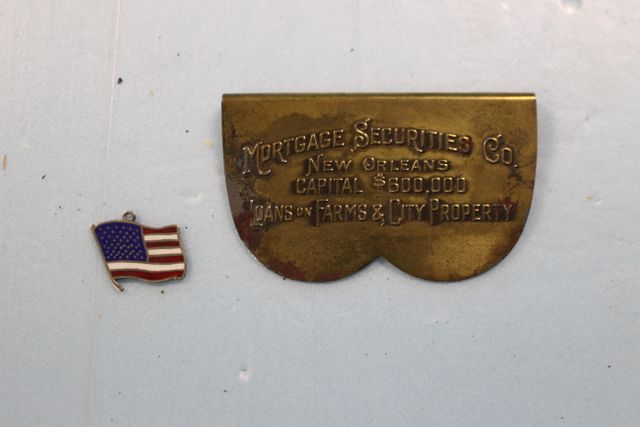 Mortgage Securities Co.
New Orleans
Capital $600,000
Loans on Farms & City Property